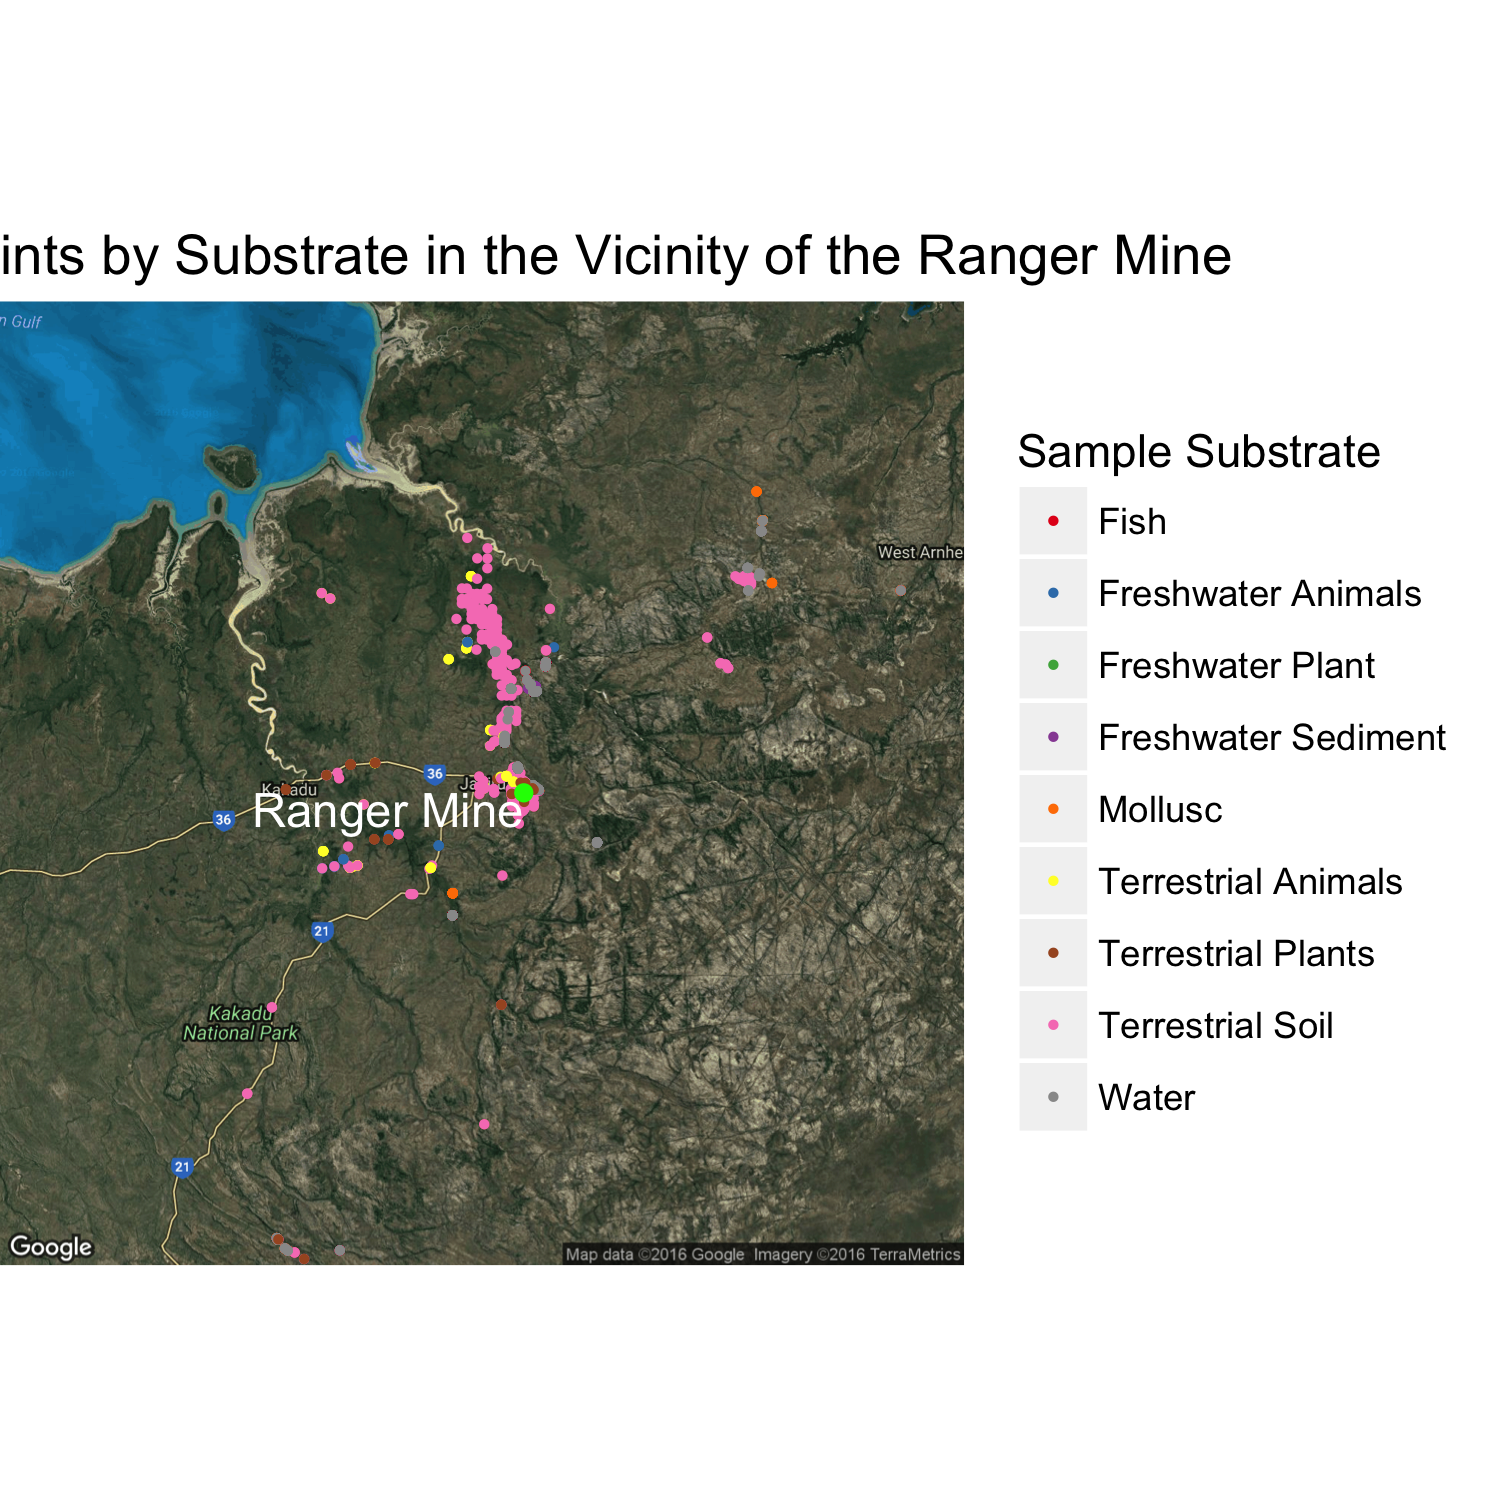 ints by Substrate in the Vicinity of the Ranger Mine
n Gulf
West Arnhe
36
Kakadu
Ranger Mine
36
21
Kakadu
National Park
21
Google
Map data ©2016 Google Imagery ©2016 TerraMetrics
Sample Substrate
Fish
Freshwater Animals
Freshwater Plant
Freshwater Sediment
Mollusc
Terrestrial Animals
Terrestrial Plants
Terrestrial Soil
Water